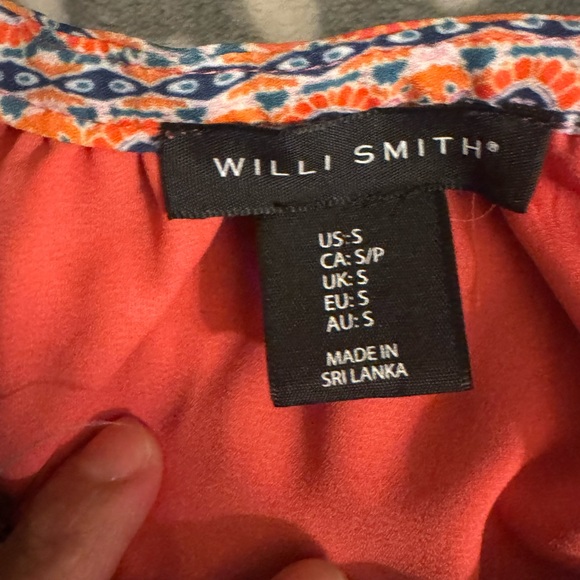 WILLI SMITH®
US: S
CA: S/P
UK: S
EU: S
AU: S
MADE IN
SRI LANKA